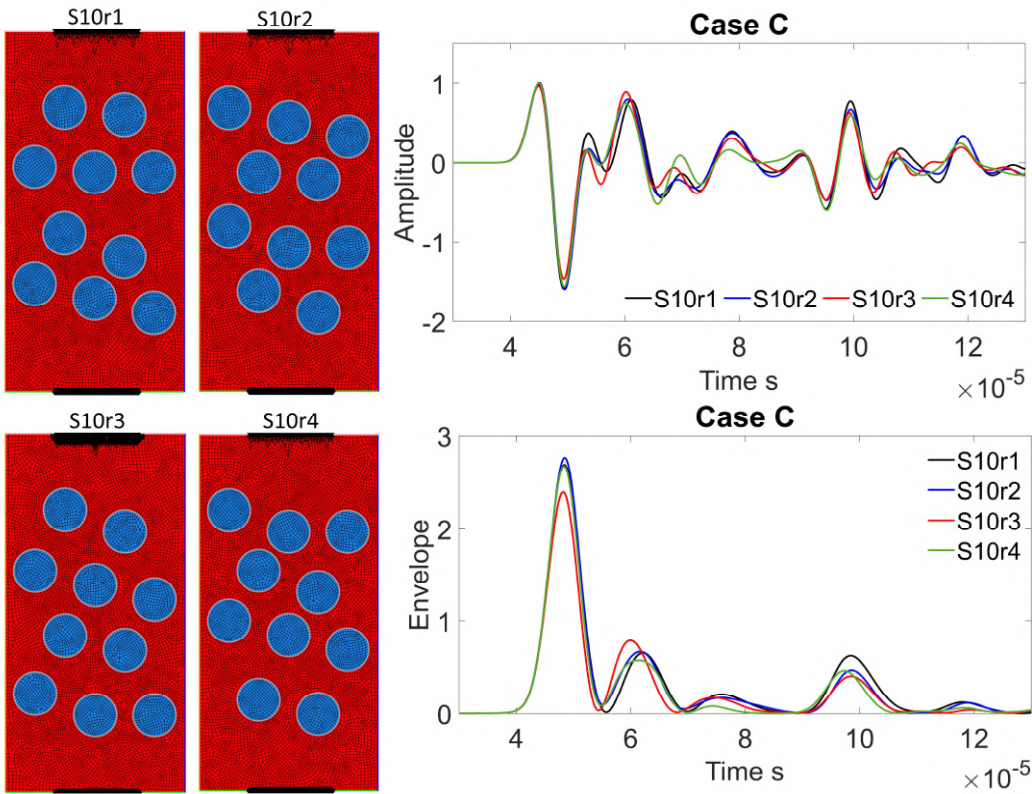 S10r1
S10r2
S10r3
S10r4
Case C
Amplitude
1
0
-1
-2
S10r1 S10r2 S10r3 S10r4
4 6 8 10 12
Time s
×10-5
Case C
Envelope
3
2
1
0
S10r1
S10r2
S10r3
S10r4
4 6 8 10 12
Time s
×10-5